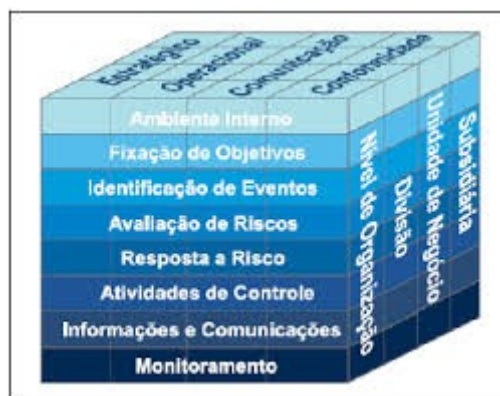 Estratégico
Operacional
Comunicação
Conformidade
Ambiente Interno
Fixação de Objetivos
Identificação de Eventos
Avaliação de Riscos
Resposta a Risco
Atividades de Controle
Informações e Comunicações
Monitoramento
Nível de Organização
Divisão
Unidade de Negócio
Subsidiária